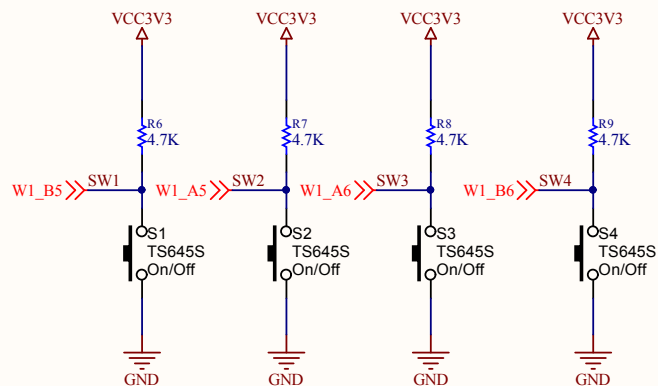 VCC3V3 VCC3V3 VCC3V3 VCC3V3
R6 R7 R8 R9
4.7K 4.7K 4.7K 4.7K
W1_B5 SW1 W1_A5 SW2 W1_A6 SW3 W1_B6 SW4
S1 S2 S3 S4
TS645S TS645S TS645S TS645S
On/Off On/Off On/Off On/Off
GND GND GND GND